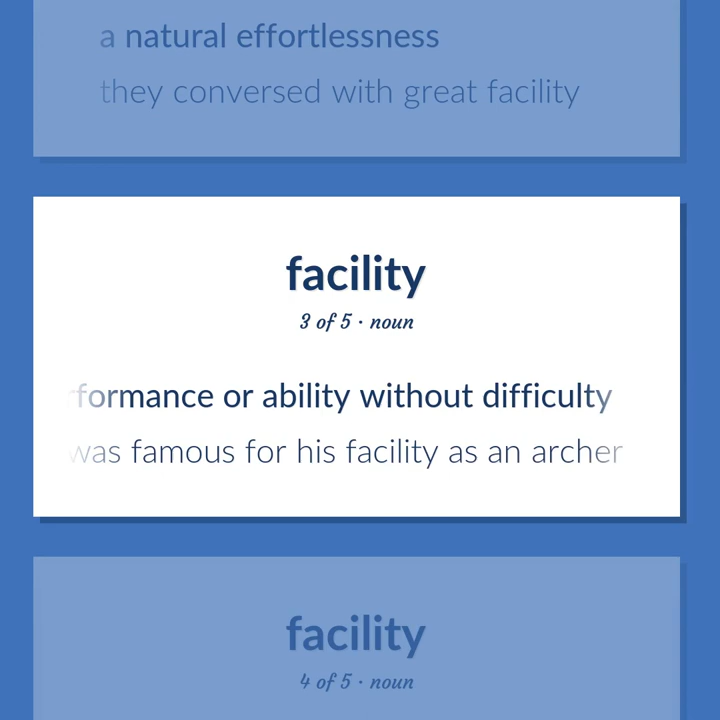 a natural effortlessness
they conversed with great facility
facility
3 of 5 · noun
rformance or ability without difficulty
was famous for his facility as an archer
facility
4 of 5 · noun